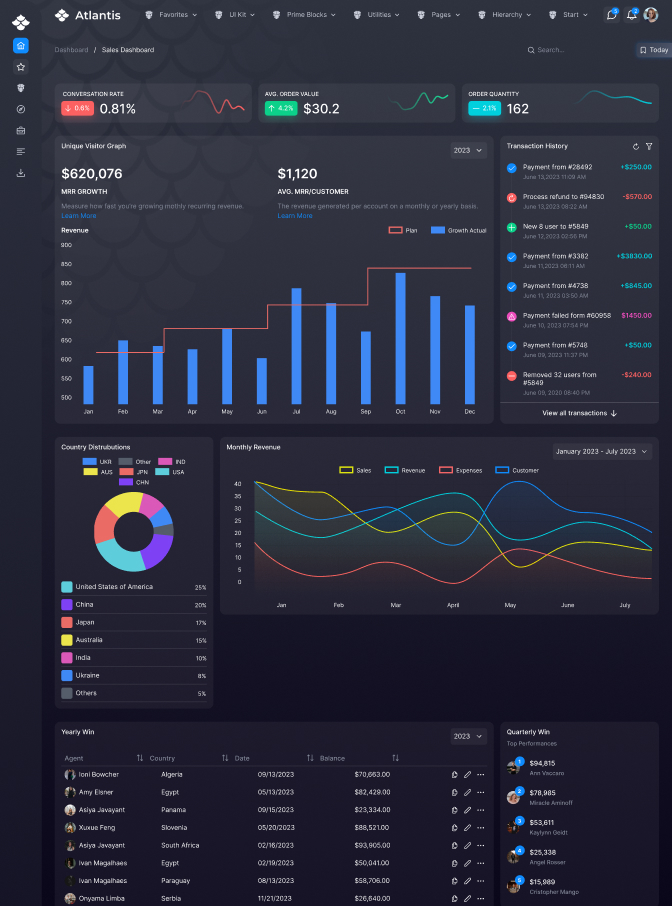 Atlantis
Favorites
UI Kit
Prime Blocks
Utilities
Pages
Hierarchy
Start
Dashboard / Sales Dashboard
Search...
Today
CONVERSATION RATE
0.6% 0.81%
AVG. ORDER VALUE
4.2% $30.2
ORDER QUANTITY
2.1% 162
Unique Visitor Graph
2023
$620,076
MRR GROWTH
Measure how fast you're growing mothly recurring revenue.
Learn More
$1,120
AVG. MRR/CUSTOMER
The revenue generated per account on a monthly or yearly basis.
Learn More
Revenue
Plan
Growth Actual
900
850
800
750
700
650
600
550
500
Jan Feb Mar Apr May Jun Jul Aug Sep Oct Nov Dec
Transaction History
Payment from #28492 +$250.00
June 13,2023 11:09 AM
Process refund to #94830 -$570.00
June 13,2023 08:22 AM
New 8 user to #5849 +$50.00
June 12,2023 02:56 PM
Payment from #3382 +$3830.00
June 11,2023 06:11 AM
Payment from #4738 +$845.00
June 11, 2023 03:50 AM
Payment failed form #60958 $1450.00
June 10, 2023 07:54 PM
Payment from #5748 +$50.00
June 09, 2023 11:37 PM
Removed 32 users from -$240.00
#5849
June 09, 2020 08:40 PM
View all transactions
Country Distrubutions
UKR Other IND
AUS JPN USA
CHN
United States of America 25%
China 20%
Japan 17%
Australia 15%
India 10%
Ukraine 8%
Others 5%
Monthly Revenue
January 2023 - July 2023
Sales Revenue Expenses Customer
40
35
30
25
20
15
10
5
0
Jan Feb Mar April May June July
Yearly Win
2023
Agent Country Date Balance
Ioni Bowcher Algeria 09/13/2023 $70,663.00
Amy Elsner Egypt 05/13/2023 $82,429.00
Asiya Javayant Panama 09/15/2023 $23,334.00
Xuxue Feng Slovenia 05/20/2023 $88,521.00
Asiya Javayant South Africa 02/16/2023 $93,905.00
Ivan Magalhaes Egypt 02/19/2023 $50,041.00
Ivan Magalhaes Paraguay 08/13/2023 $58,706.00
Onyama Limba Serbia 11/21/2023 $26,640.00
Quarterly Win
Top Performances
1 $94,815
Ann Vaccaro
2 $78,985
Miracle Aminoff
3 $53,611
Kaylynn Geidt
4 $25,338
Angel Rosser
5 $15,989
Cristopher Mango